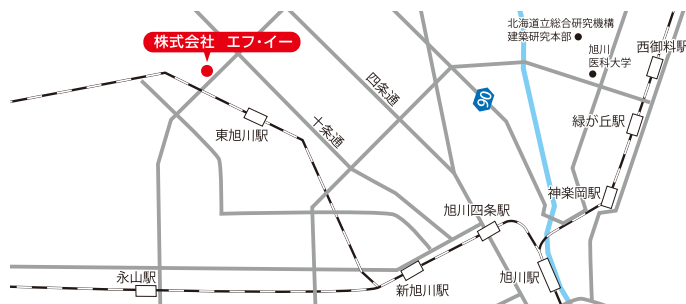 株式会社 エフ・イー
北海道立総合研究機構
建築研究本部
旭川
医科大学
西御料駅
四条通
90
十条通
東旭川駅
緑が丘駅
神楽岡駅
旭川四条駅
旭川駅
永山駅
新旭川駅